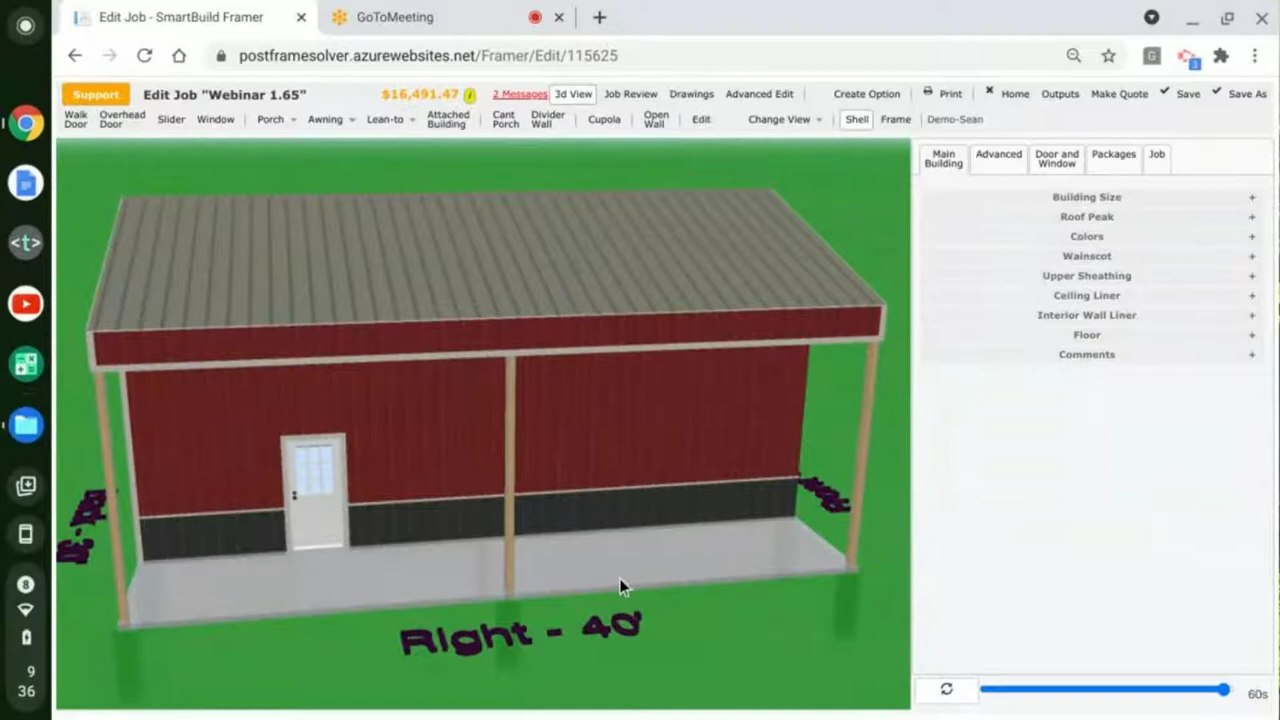 Edit Job - SmartBuild Framer
GoToMeeting
postframesolver.azurewebsites.net/Framer/Edit/115625
Support
Edit Job "Webinar 1.65"
$16,491.47
2 Messages
3d View
Job Review
Drawings
Advanced Edit
Create Option
Print
Home
Outputs
Make Quote
Save
Save As
Walk Door
Overhead Door
Slider
Window
Porch
Awning
Lean-to
Attached Building
Cant Porch
Divider Wall
Cupola
Open Wall
Edit
Change View
Shell
Frame
Demo-Sean
Main Building
Advanced
Door and Window
Packages
Job
Building Size +
Roof Peak +
Colors +
Wainscot +
Upper Sheathing +
Ceiling Liner +
Interior Wall Liner +
Floor +
Comments +
Right - 40'
60s
<t>
G
3
8
9
36